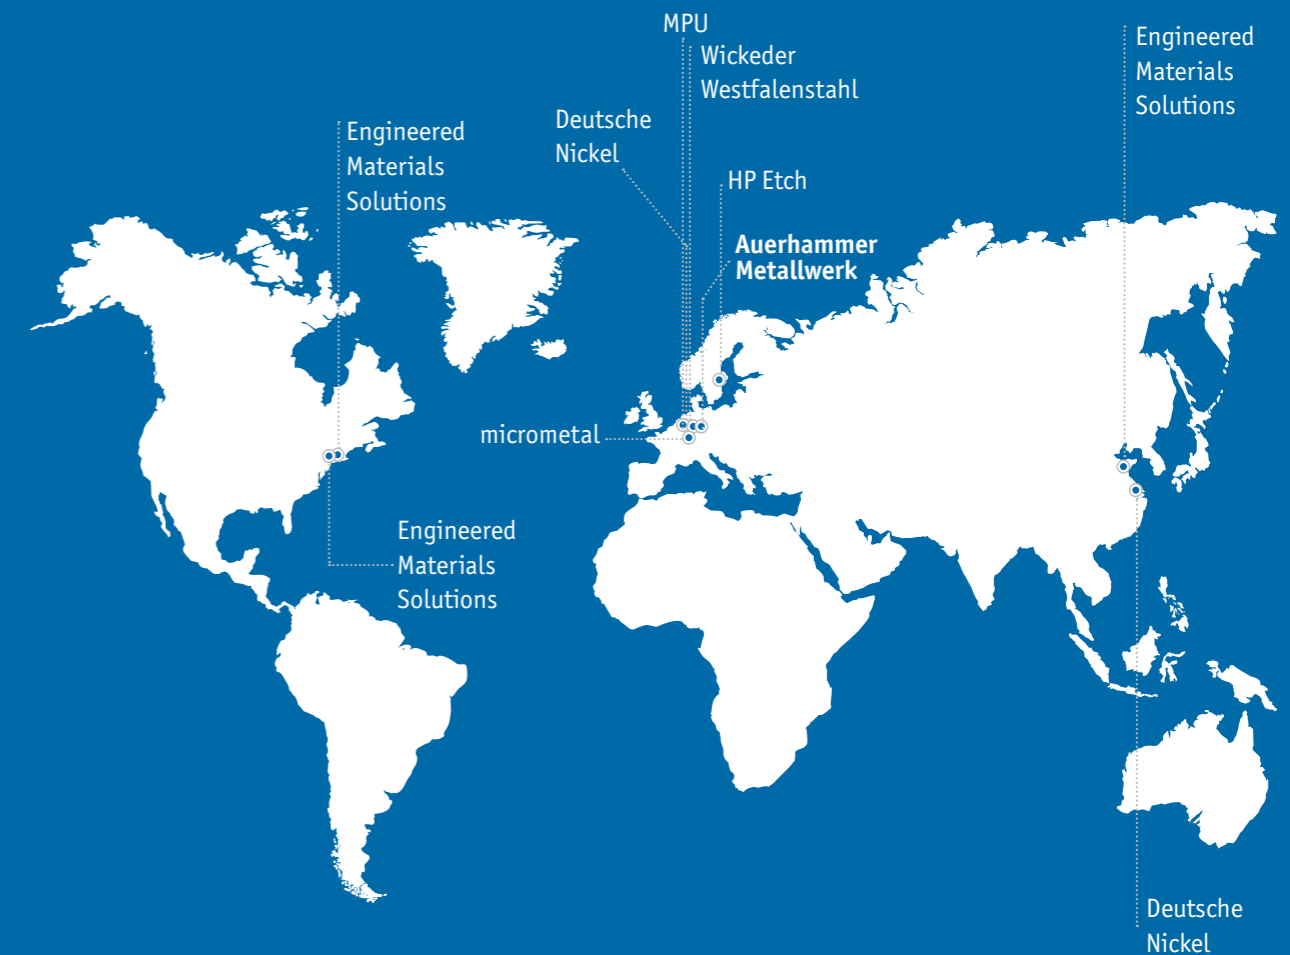 MPU
Wickeder
Westfalenstahl
Engineered
Materials
Solutions
Deutsche
Nickel
Engineered
Materials
Solutions
HP Etch
Auerhammer
Metallwerk
micrometal
Engineered
Materials
Solutions
Deutsche
Nickel